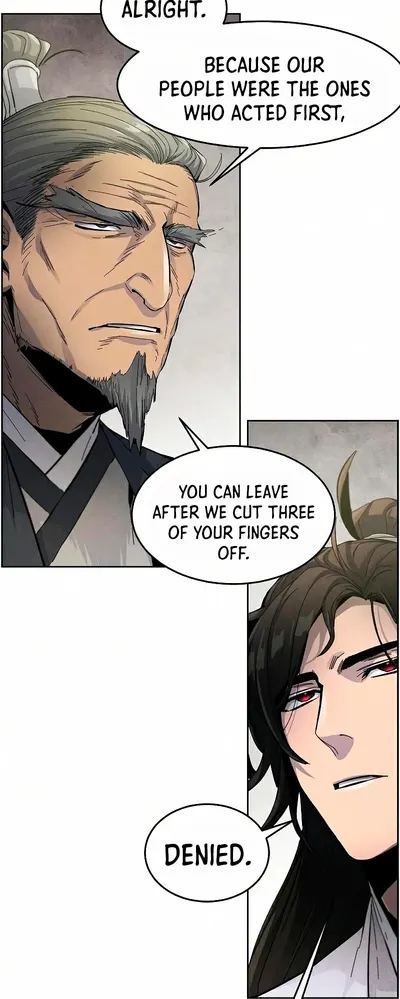 ALRIGHT.
BECAUSE OUR
PEOPLE WERE THE ONES
WHO ACTED FIRST,
YOU CAN LEAVE
AFTER WE CUT THREE
OF YOUR FINGERS
OFF.
DENIED.